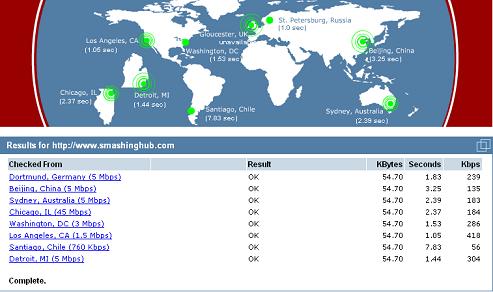 St. Petersburg, Russia
(1.0 sec)
Gloucester, UK
unavail
Los Angeles, CA
(1.05 sec)
Washington, DC
(1.53 sec)
Beijing, China
(3.25 sec)
Chicago, IL
(2.37 sec)
Detroit, MI
(1.44 sec)
Santiago, Chile
(7.83 sec)
Sydney, Australia
(2.39 sec)
Results for http://www.smashinghub.com
Checked From Result KBytes Seconds Kbps
Dortmund, Germany (5 Mbps) OK 54.70 1.83 239
Beijing, China (5 Mbps) OK 54.70 3.25 135
Sydney, Australia (5 Mbps) OK 54.70 2.39 183
Chicago, IL (45 Mbps) OK 54.70 2.37 184
Washington, DC (3 Mbps) OK 54.70 1.53 286
Los Angeles, CA (1.5 Mbps) OK 54.70 1.05 418
Santiago, Chile (760 Kbps) OK 54.70 7.83 56
Detroit, MI (5 Mbps) OK 54.70 1.44 304
Complete.